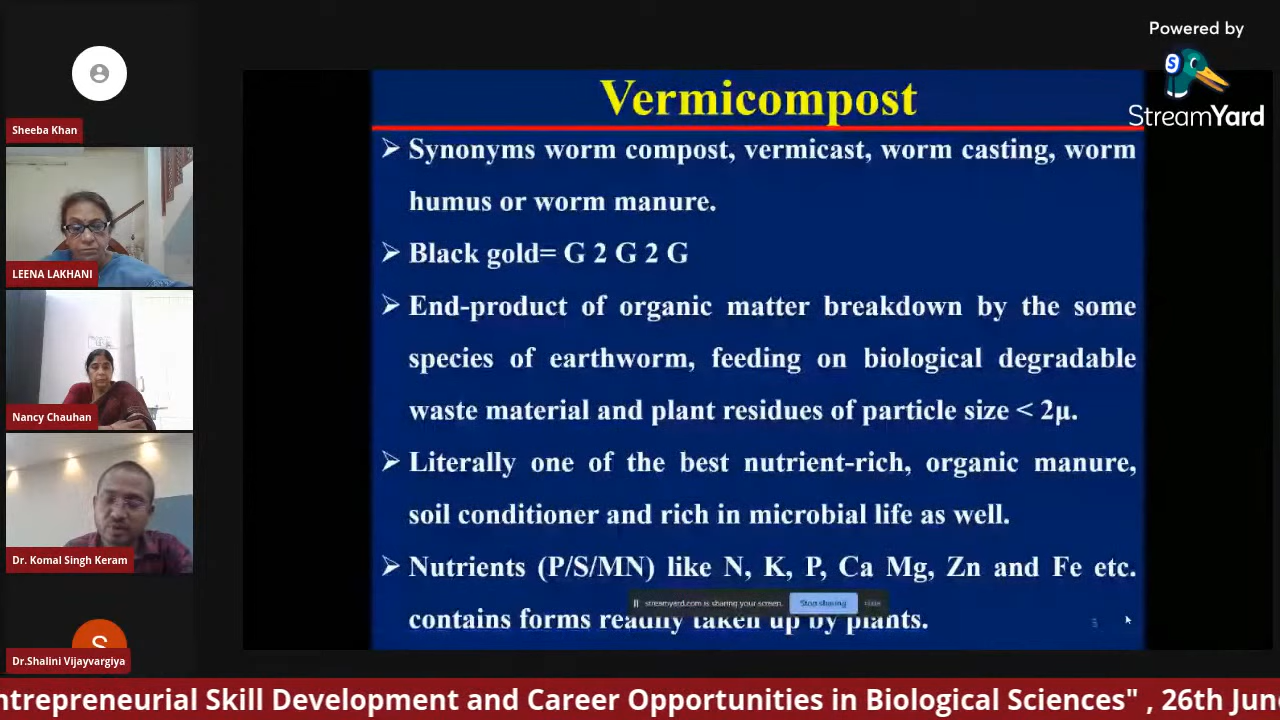 Powered by
StreamYard
Sheeba Khan
LEENA LAKHANI
Nancy Chauhan
Dr. Komal Singh Keram
S
Dr.Shalini Vijayvargiya
Vermicompost
➢ Synonyms worm compost, vermicast, worm casting, worm
humus or worm manure.
➢ Black gold= G 2 G 2 G
➢ End-product of organic matter breakdown by the some
species of earthworm, feeding on biological degradable
waste material and plant residues of particle size < 2µ.
➢ Literally one of the best nutrient-rich, organic manure,
soil conditioner and rich in microbial life as well.
➢ Nutrients (P/S/MN) like N, K, P, Ca Mg, Zn and Fe etc.
contains forms readily taken up by plants.
streamyard.com is sharing your screen. Stop sharing Hide
ntrepreneurial Skill Development and Career Opportunities in Biological Sciences" , 26th June